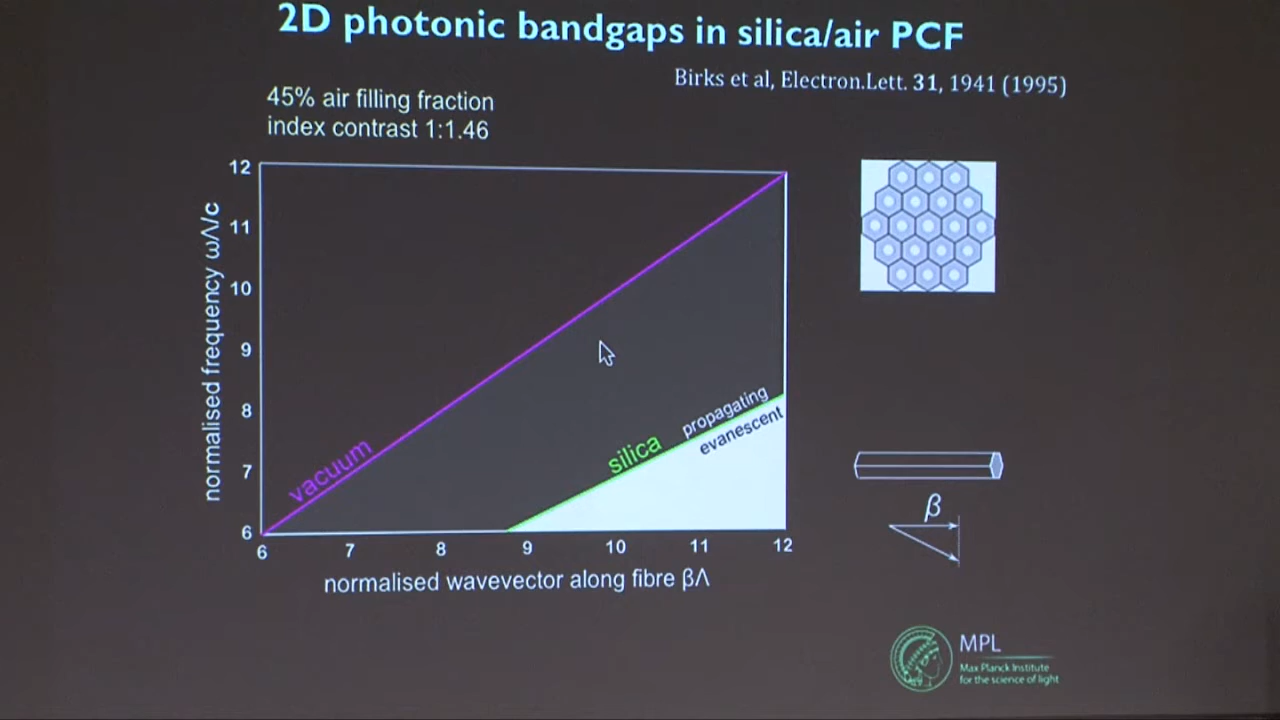 2D photonic bandgaps in silica/air PCF
Birks et al, Electron.Lett. 31, 1941 (1995)
45% air filling fraction
index contrast 1:1.46
normalised frequency ωΛ/c
12
11
10
9
8
7
6
vacuum
silica
propagating
evanescent
6 7 8 9 10 11 12
normalised wavevector along fibre βΛ
β
MPL
Max Planck Institute
for the science of light